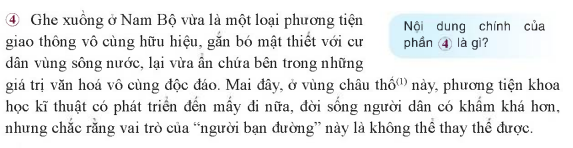 ④ Ghe xuồng ở Nam Bộ vừa là một loại phương tiện
giao thông vô cùng hữu hiệu, gắn bó mật thiết với cư
dân vùng sông nước, lại vừa ẩn chứa bên trong những
giá trị văn hoá vô cùng độc đáo. Mai đây, ở vùng châu thổ(1) này, phương tiện khoa
học kĩ thuật có phát triển đến mấy đi nữa, đời sống người dân có khấm khá hơn,
nhưng chắc rằng vai trò của “người bạn đường” này là không thể thay thế được.
Nội dung chính của
phần ④ là gì?